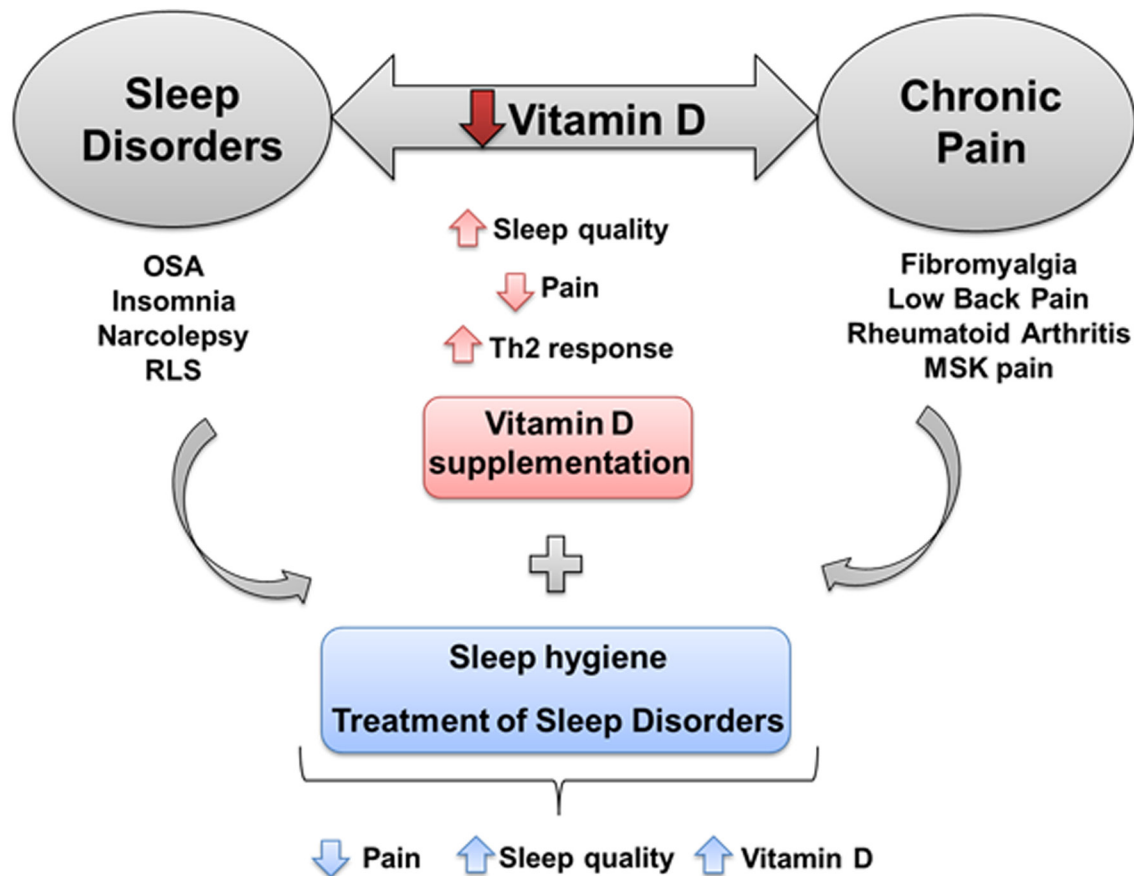 Sleep
Disorders
Vitamin D
Chronic
Pain
OSA
Insomnia
Narcolepsy
RLS
Sleep quality
Pain
Th2 response
Fibromyalgia
Low Back Pain
Rheumatoid Arthritis
MSK pain
Vitamin D
supplementation
Sleep hygiene
Treatment of Sleep Disorders
Pain
Sleep quality
Vitamin D